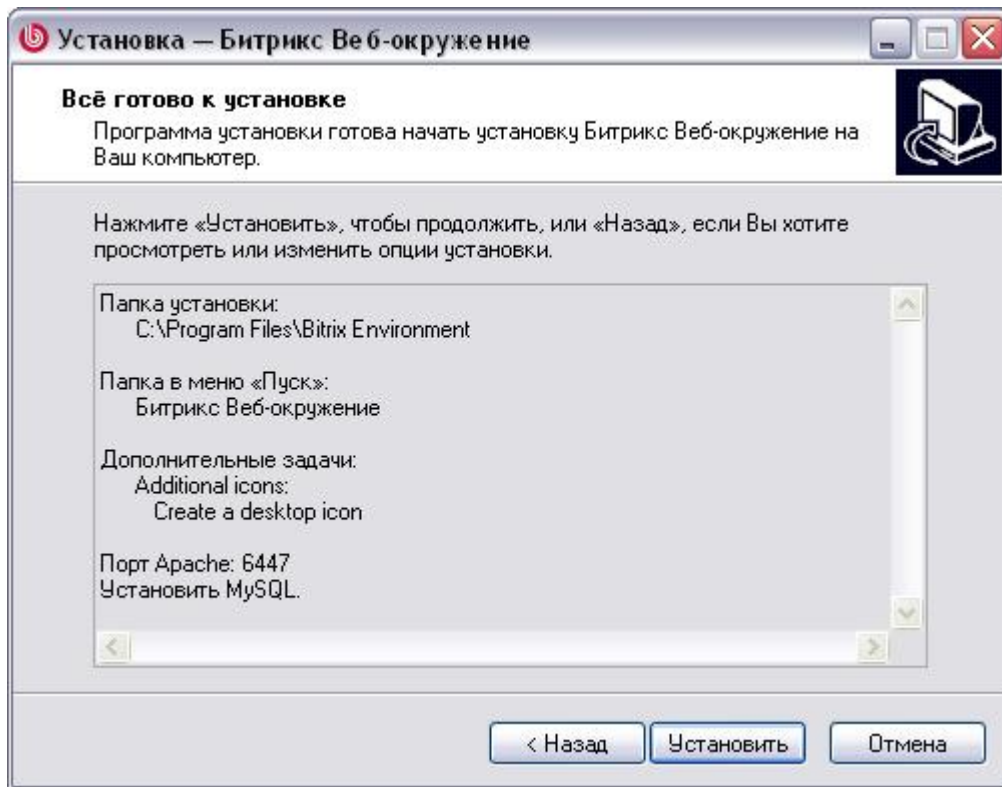 Установка — Битрикс Веб-окружение
Всё готово к установке
Программа установки готова начать установку Битрикс Веб-окружение на
Ваш компьютер.
Нажмите «Установить», чтобы продолжить, или «Назад», если Вы хотите
просмотреть или изменить опции установки.
Папка установки:
C:\Program Files\Bitrix Environment
Папка в меню «Пуск»:
Битрикс Веб-окружение
Дополнительные задачи:
Additional icons:
Create a desktop icon
Порт Apache: 6447
Установить MySQL.
< Назад
Установить
Отмена